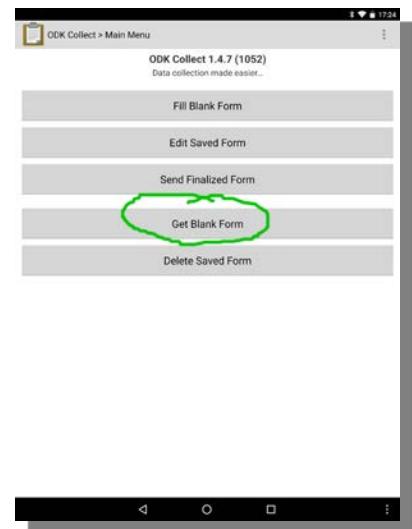 17:24
ODK Collect > Main Menu
ODK Collect 1.4.7 (1052)
Data collection made easier...
Fill Blank Form
Edit Saved Form
Send Finalized Form
Get Blank Form
Delete Saved Form